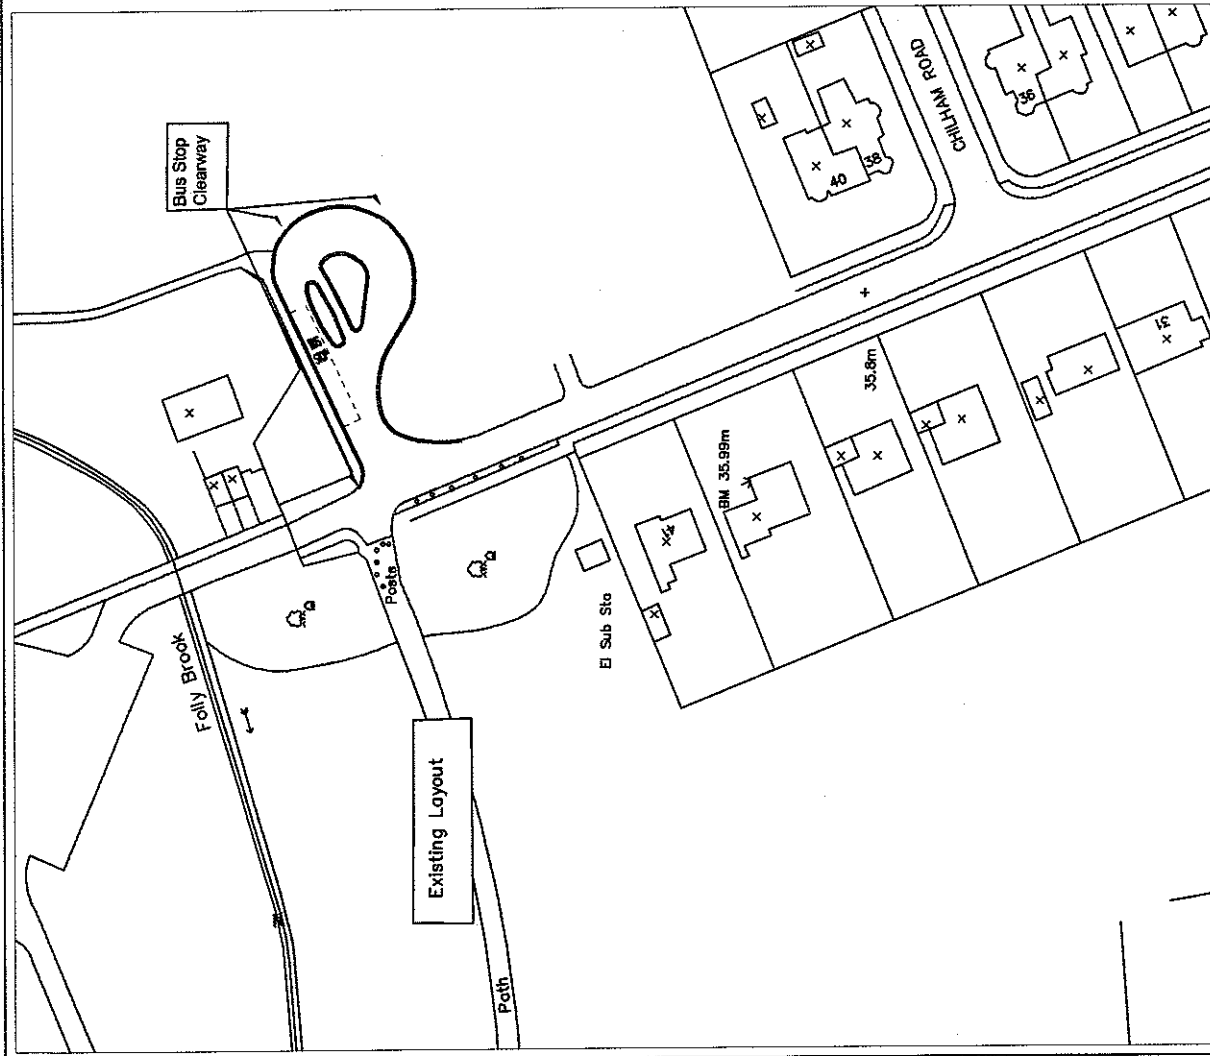 Bus Stop
Clearway
CHILHAM ROAD
36
38
40
31
35.8m
BM 35.99m
Folly Brook
Posts
El Sub Sta
Existing Layout
Path